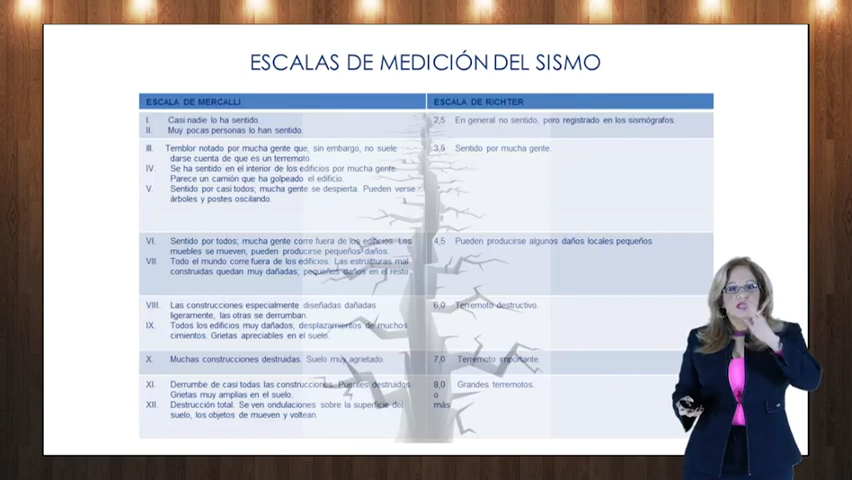 ESCALAS DE MEDICIÓN DEL SISMO
ESCALA DE MERCALLI
ESCALA DE RICHTER
I. Casi nadie lo ha sentido.
II. Muy pocas personas lo han sentido.
2,5 En general no sentido, pero registrado en los sismógrafos.
III. Temblor notado por mucha gente que, sin embargo, no suele
darse cuenta de que es un terremoto.
IV. Se ha sentido en el interior de los edificios por mucha gente.
Parece un camión que ha golpeado el edificio.
V. Sentido por casi todos; mucha gente se despierta. Pueden verse
árboles y postes oscilando.
3,5 Sentido por mucha gente.
VI. Sentido por todos; mucha gente corre fuera de los edificios. Los
muebles se mueven, pueden producirse pequeños daños.
VII. Todo el mundo corre fuera de los edificios. Las estructuras mal
construidas quedan muy dañadas; pequeños daños en el resto.
4,5 Pueden producirse algunos daños locales pequeños
VIII. Las construcciones especialmente diseñadas dañadas
ligeramente, las otras se derrumban.
IX. Todos los edificios muy dañados, desplazamientos de muchos
cimientos. Grietas apreciables en el suelo.
6,0 Terremoto destructivo.
X. Muchas construcciones destruidas. Suelo muy agrietado.
7,0 Terremoto importante.
XI. Derrumbe de casi todas las construcciones. Puentes destruidos.
Grietas muy amplias en el suelo.
XII. Destrucción total. Se ven ondulaciones sobre la superficie del
suelo, los objetos de mueven y voltean.
8,0 Grandes terremotos.
o
más